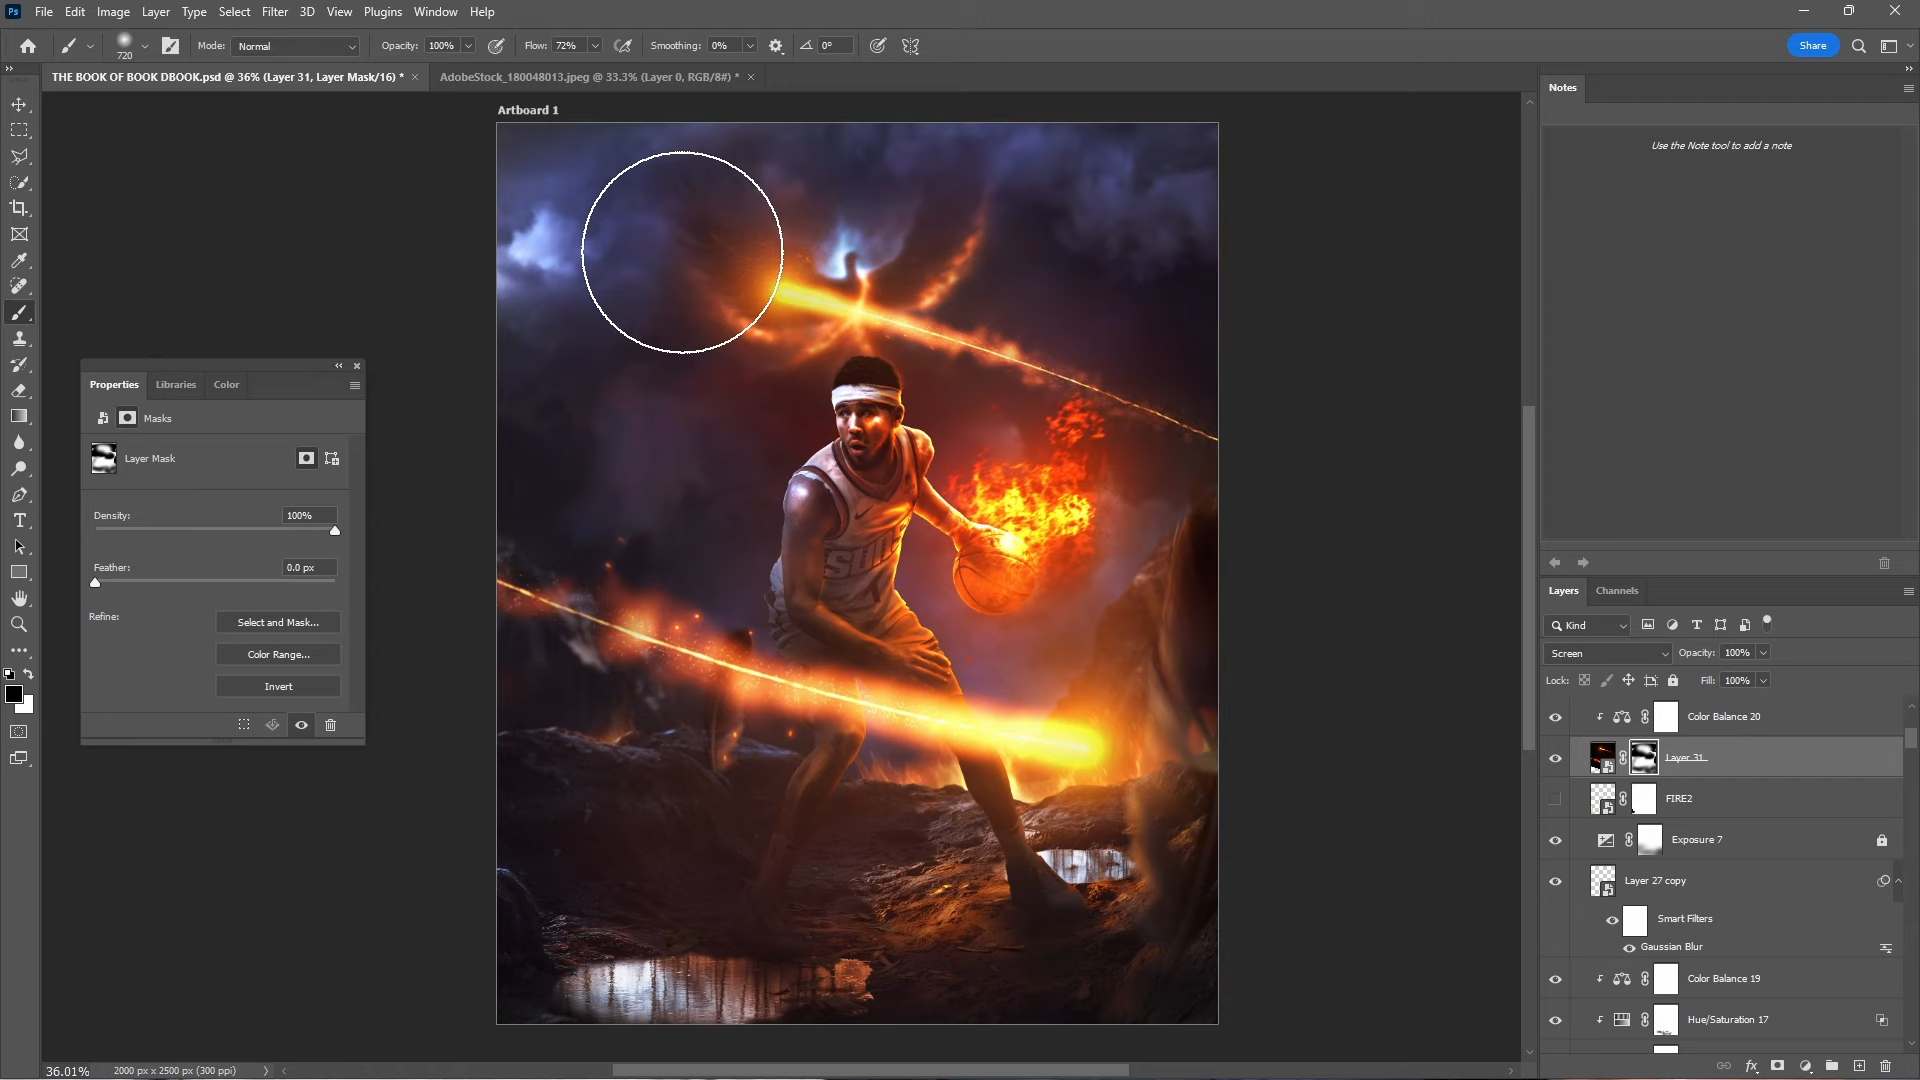 Ps File Edit Image Layer Type Select Filter 3D View Plugins Window Help
720 Mode: Normal Opacity: 100% Flow: 72% Smoothing: 0% 0° Share
THE BOOK OF BOOK DBOOK.psd @ 36% (Layer 31, Layer Mask/16) * AdobeStock_180048013.jpeg @ 33.3% (Layer 0, RGB/8#) *
Artboard 1
Notes
Use the Note tool to add a note
Properties Libraries Color
Masks
Layer Mask
Density: 100%
Feather: 0.0 px
Refine:
Select and Mask...
Color Range...
Invert
SUNS
Layers Channels
Kind
Screen Opacity: 100%
Lock: Fill: 100%
Color Balance 20
Layer 31
FIRE2
Exposure 7
Layer 27 copy
Smart Filters
Gaussian Blur
Color Balance 19
Hue/Saturation 17
36.01% 2000 px x 2500 px (300 ppi)